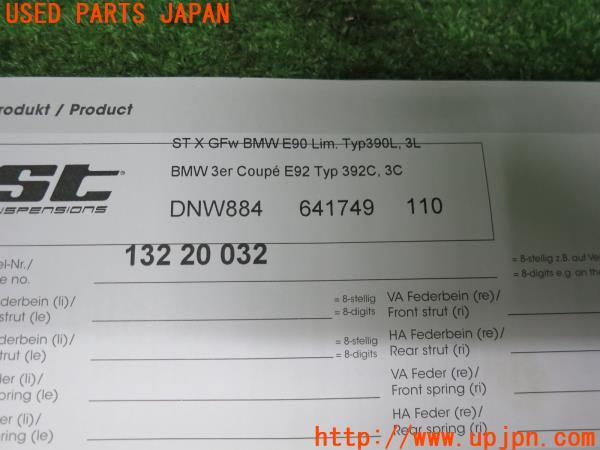 USED PARTS JAPAN
rodukt / Product
ST X GFw BMW E90 Lim. Typ390L, 3L
BMW 3er Coupé E92 Typ 392C, 3C
st
DNW884 641749 110
uspensions
el-Nr./ 132 20 032 = 8-stellig z.B. auf Ve
e no. = 8-digits e.g. on the
ederbein (li)/ = 8-stellig VA Federbein (re)/
strut (le) = 8-digits Front strut (ri)
ederbein (li)/ = 8-stellig HA Federbein (re)/
trut (le) = 8-digits Rear strut (ri)
eder (li)/ VA Feder (re)/
pring (le) Front spring (ri)
er (li)/ HA Feder (re)/
ring (le) Rear spring (ri)
http://www.upjpn.com/